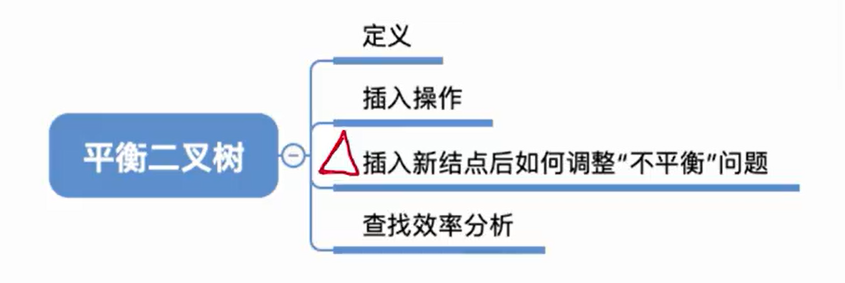 定义
插入操作
平衡二叉树
插入新结点后如何调整“不平衡”问题
查找效率分析